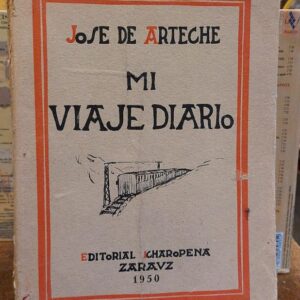 JOSE DE ARTECHE
MI
VIAJE DIARIO
EDITORIAL ICHAROPENA
ZARAUZ
1950